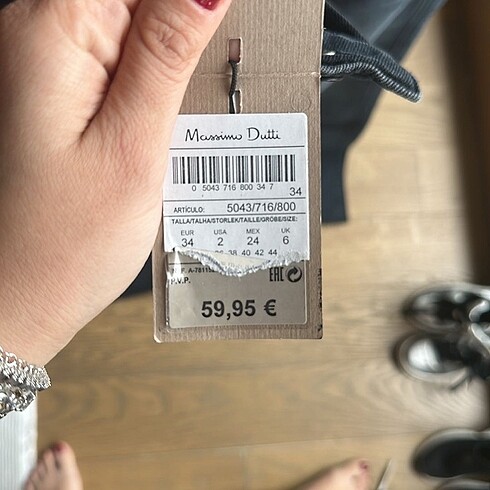 Massimo Dutti
0 5043 716 800 34 7
34
ARTÍCULO: 5043/716/800
TALLA/TALHA/STORLEK/TAILLE/GRÖßE/SIZE:
EUR USA MEX UK
34 2 24 6
38 40 42 44
EAC
P.V.P.
59,95 €